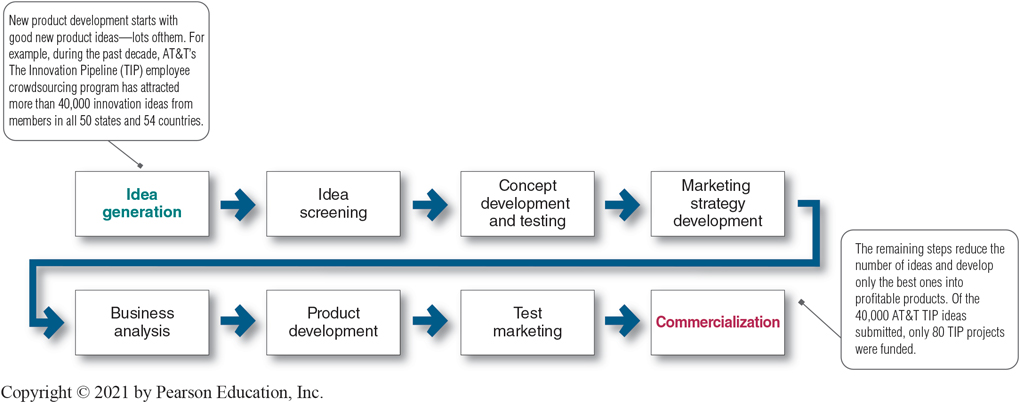 New product development starts with
good new product ideas—lots ofthem. For
example, during the past decade, AT&T's
The Innovation Pipeline (TIP) employee
crowdsourcing program has attracted
more than 40,000 innovation ideas from
members in all 50 states and 54 countries.
Idea
generation
Idea
screening
Concept
development
and testing
Marketing
strategy
development
Business
analysis
Product
development
Test
marketing
Commercialization
The remaining steps reduce the
number of ideas and develop
only the best ones into
profitable products. Of the
40,000 AT&T TIP ideas
submitted, only 80 TIP projects
were funded.
Copyright © 2021 by Pearson Education, Inc.